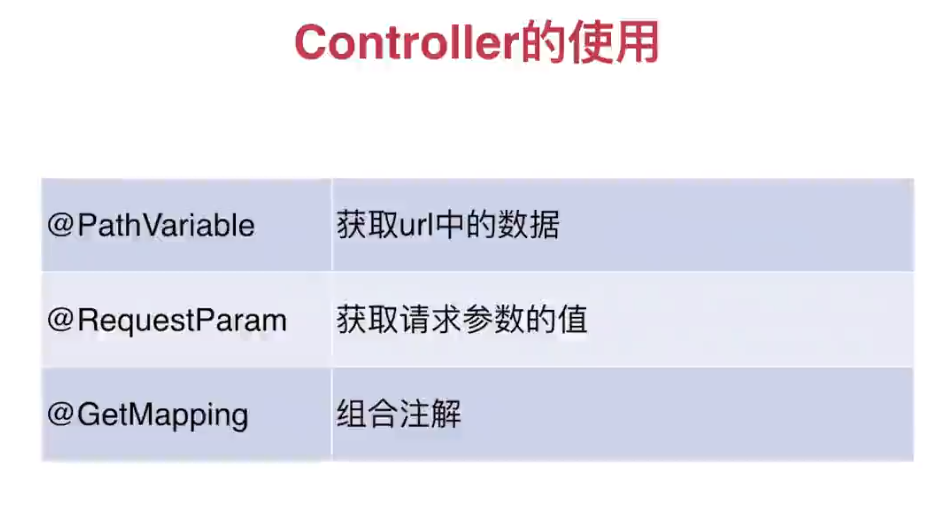 Controller的使用
@PathVariable 获取url中的数据
@RequestParam 获取请求参数的值
@GetMapping 组合注解